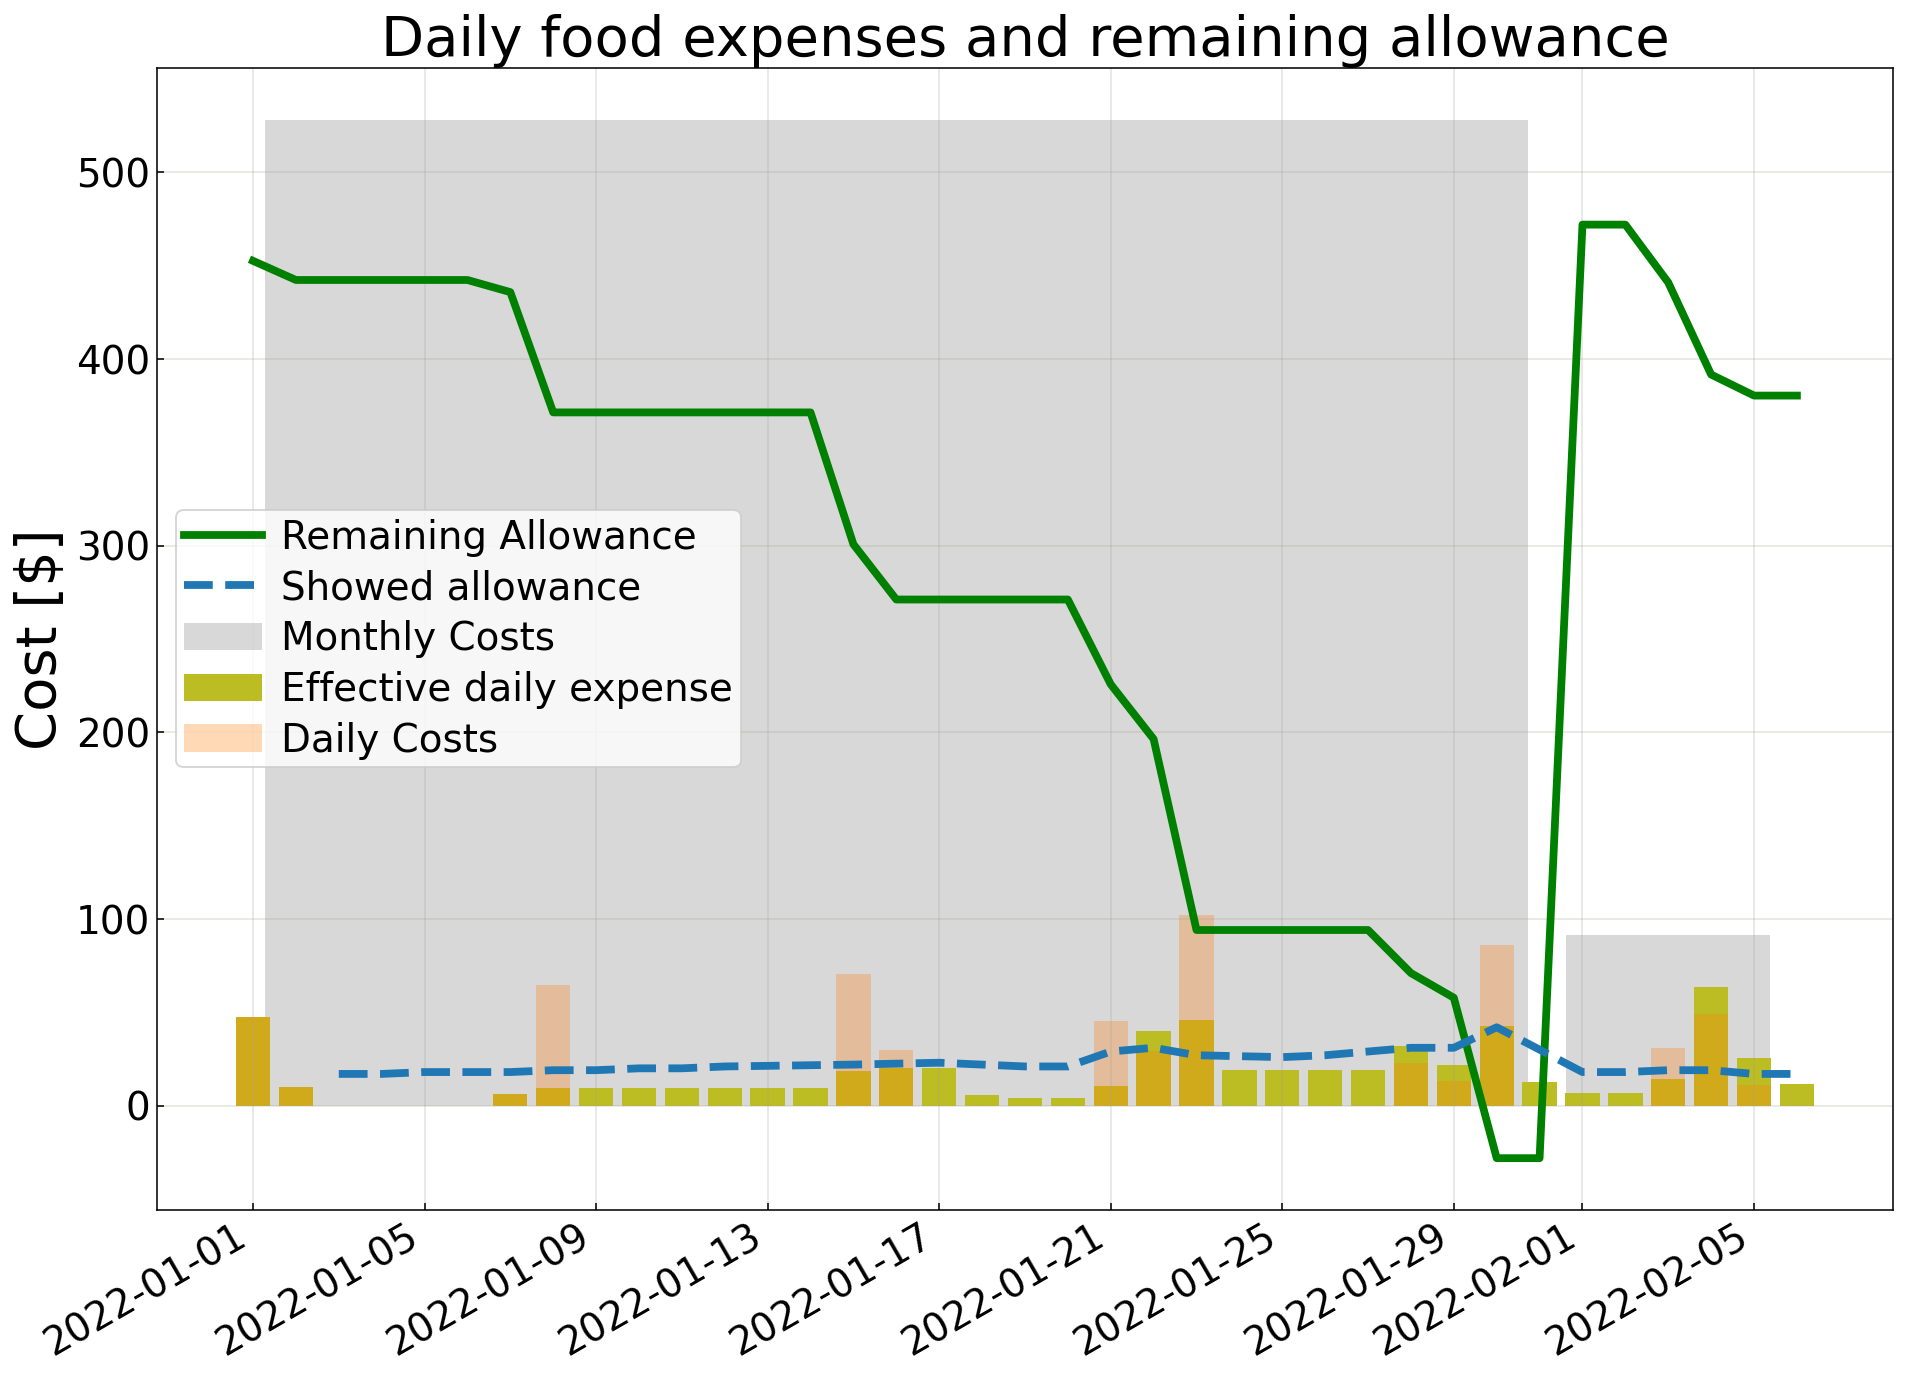 Daily food expenses and remaining allowance
Cost [$]
500
400
300
200
100
0
Remaining Allowance
Showed allowance
Monthly Costs
Effective daily expense
Daily Costs
2022-01-01
2022-01-05
2022-01-09
2022-01-13
2022-01-17
2022-01-21
2022-01-25
2022-01-29
2022-02-01
2022-02-05